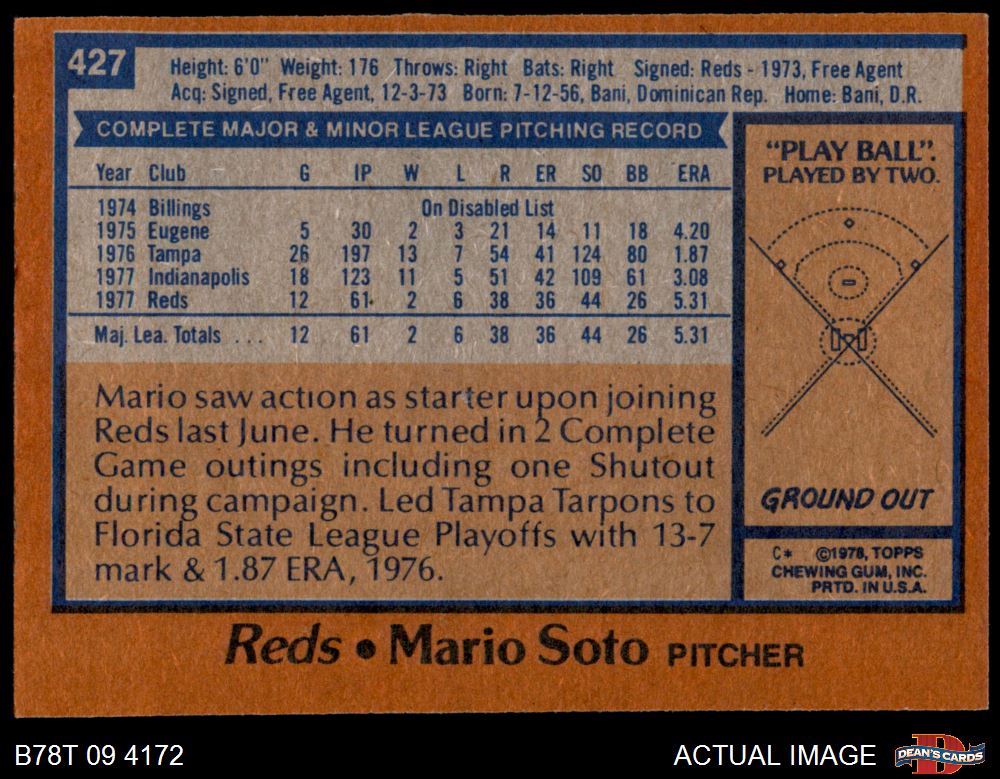 427
Height: 6'0" Weight: 176 Throws: Right Bats: Right Signed: Reds - 1973, Free Agent
Acq: Signed, Free Agent, 12-3-73 Born: 7-12-56, Bani, Dominican Rep. Home: Bani, D.R.
COMPLETE MAJOR & MINOR LEAGUE PITCHING RECORD
Year Club G IP W L R ER SO BB ERA
1974 Billings On Disabled List
1975 Eugene 5 30 2 3 21 14 11 18 4.20
1976 Tampa 26 197 13 7 54 41 124 80 1.87
1977 Indianapolis 18 123 11 5 51 42 109 61 3.08
1977 Reds 12 61 2 6 38 36 44 26 5.31
Maj. Lea. Totals . . . 12 61 2 6 38 36 44 26 5.31
Mario saw action as starter upon joining
Reds last June. He turned in 2 Complete
Game outings including one Shutout
during campaign. Led Tampa Tarpons to
Florida State League Playoffs with 13-7
mark & 1.87 ERA, 1976.
"PLAY BALL".
PLAYED BY TWO.
GROUND OUT
C* ©1978, TOPPS
CHEWING GUM, INC.
PRTD. IN U.S.A.
Reds • Mario Soto PITCHER
B78T 09 4172
ACTUAL IMAGE
DEAN'S CARDS